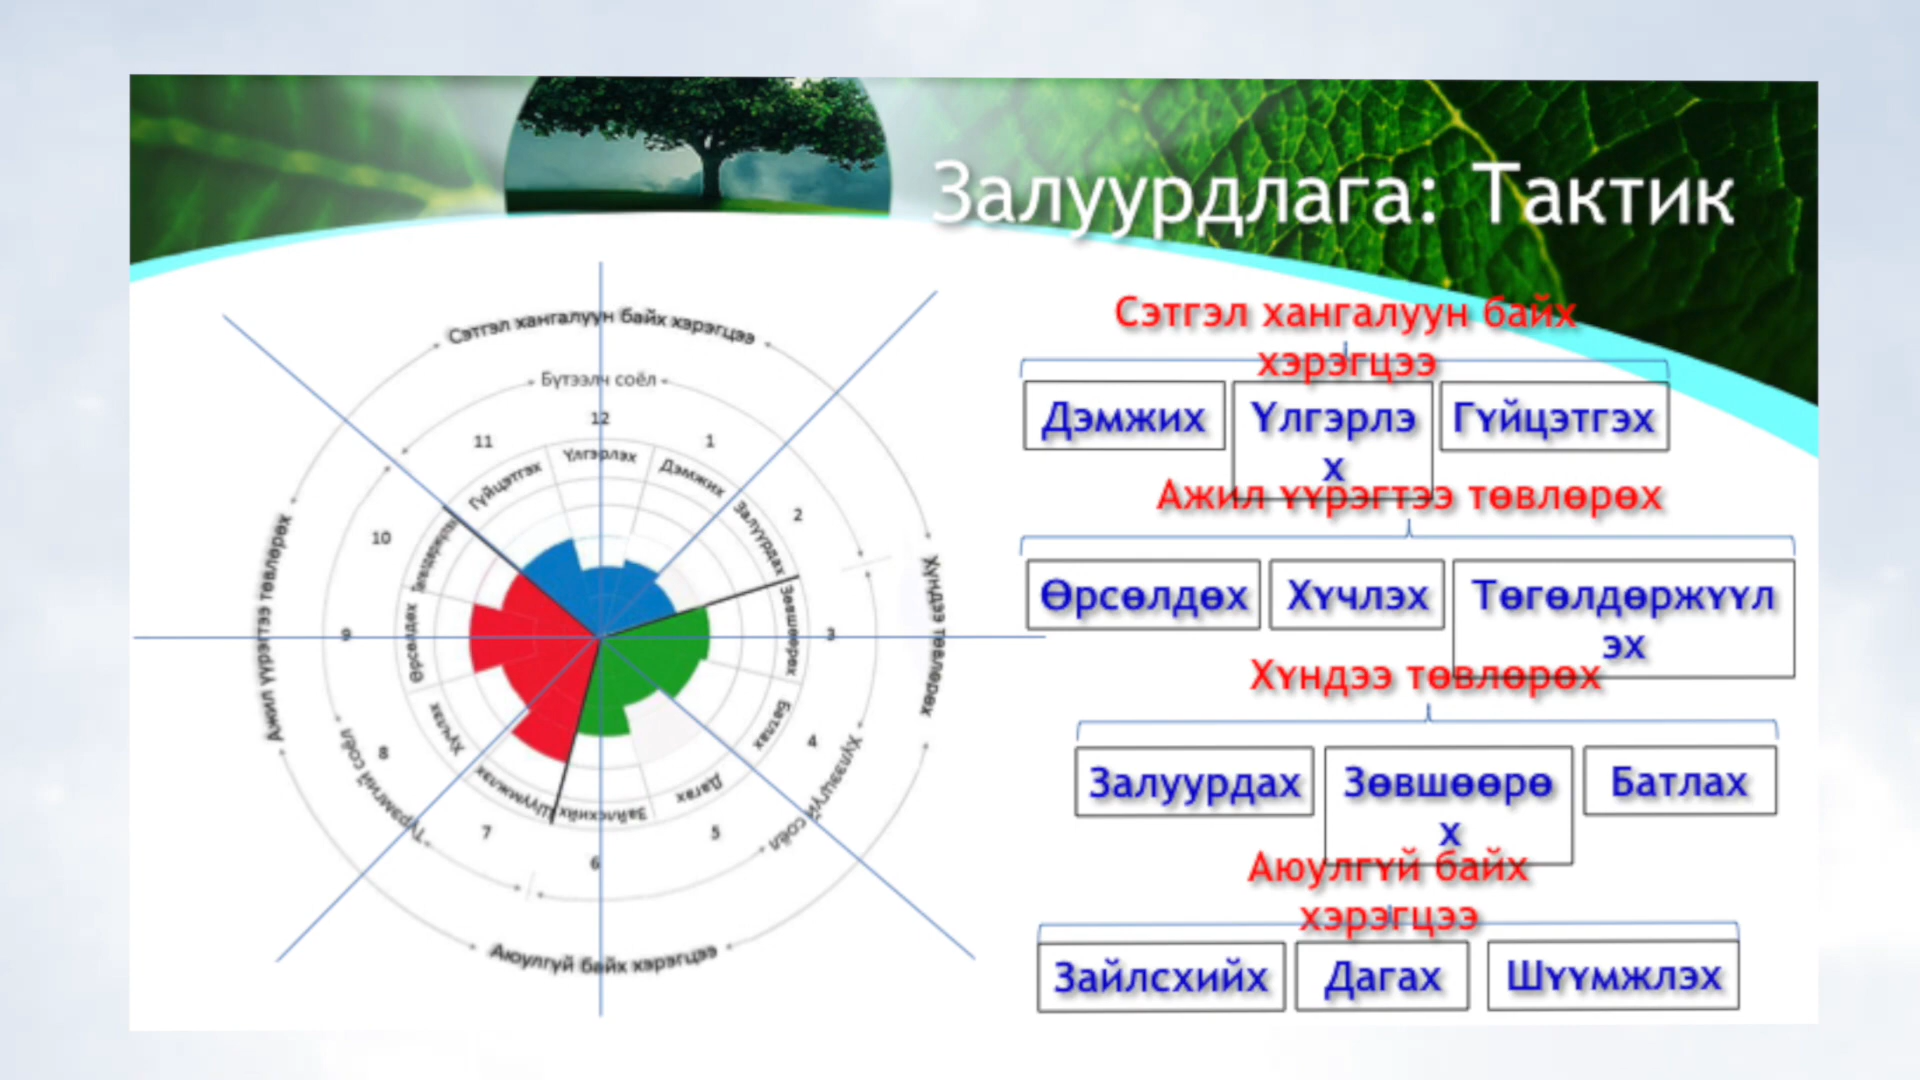 Залуурдлага: Тактик
Сэтгэл хангалуун байх хэрэгцээ
Бүтээлч соёл
12
11
1
Гүйцэтгэх
Үлгэрлэх
Дэмжих
Залуурдах
2
10
Ажил үүрэгтээ төвлөрөх
9
Өрсөлдөх
Зөвшөөрөх
3
Хүндээ төвлөрөх
Хүчлэх
Батлах
4
8
Түрэмгий соёл
Шүүмжлэх
Зайлсхийх
Дагах
Хүлээцгүй соёл
7
5
6
Аюулгүй байх хэрэгцээ
Сэтгэл хангалуун байх
хэрэгцээ
Дэмжих
Үлгэрлэ
х
Гүйцэтгэх
Ажил үүрэгтээ төвлөрөх
Өрсөлдөх
Хүчлэх
Төгөлдөржүүл
эх
Хүндээ төвлөрөх
Залуурдах
Зөвшөөрө
х
Батлах
Аюулгүй байх
хэрэгцээ
Зайлсхийх
Дагах
Шүүмжлэх